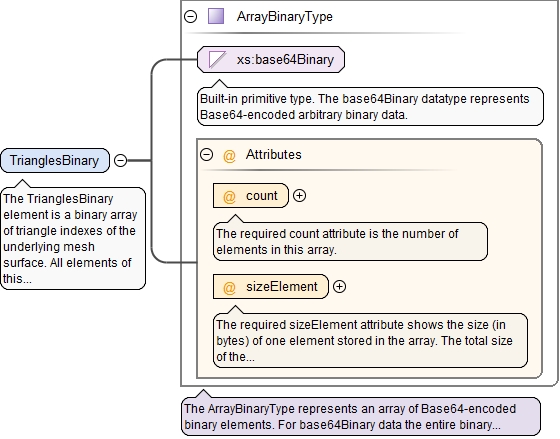 ArrayBinaryType
xs:base64Binary
Built-in primitive type. The base64Binary datatype represents
Base64-encoded arbitrary binary data.
@ Attributes
TrianglesBinary
The TrianglesBinary
element is a binary array
of triangle indexes of the
underlying mesh
surface. All elements of
this...
@ count
The required count attribute is the number of
elements in this array.
@ sizeElement
The required sizeElement attribute shows the size (in
bytes) of one element stored in the array. The total size
of the...
The ArrayBinaryType represents an array of Base64-encoded
binary elements. For base64Binary data the entire binary...